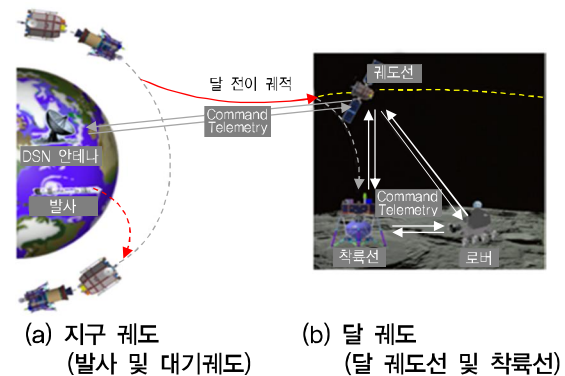 달 전이 궤적
궤도선
Command
Telemetry
DSN 안테나
발사
Command
Telemetry
착륙선
로버
(a) 지구 궤도
(발사 및 대기궤도)
(b) 달 궤도
(달 궤도선 및 착륙선)